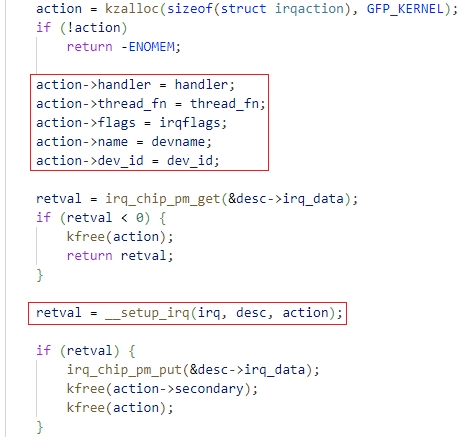 action = kzalloc(sizeof(struct irqaction), GFP_KERNEL);
if (!action)
return -ENOMEM;
action->handler = handler;
action->thread_fn = thread_fn;
action->flags = irqflags;
action->name = devname;
action->dev_id = dev_id;
retval = irq_chip_pm_get(&desc->irq_data);
if (retval < 0) {
kfree(action);
return retval;
}
retval = __setup_irq(irq, desc, action);
if (retval) {
irq_chip_pm_put(&desc->irq_data);
kfree(action->secondary);
kfree(action);
}